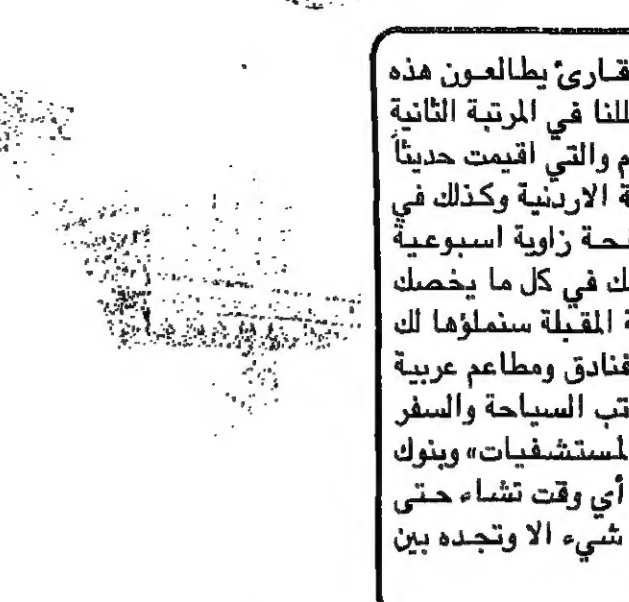 قارئ يطالعون هذه
للنا في المرتبة الثانية
م والتي اقيمت حديثاً
ة الاردنية وكذلك في
حة زاوية اسبوعية
ك في كل ما يخصك
ة المقبلة سنملؤها لك
فنادق ومطاعم عربية
تب السياحة والسفر
لمستشفيات» وبنوك
أي وقت تشاء حتى
شيء الا وتجده بين